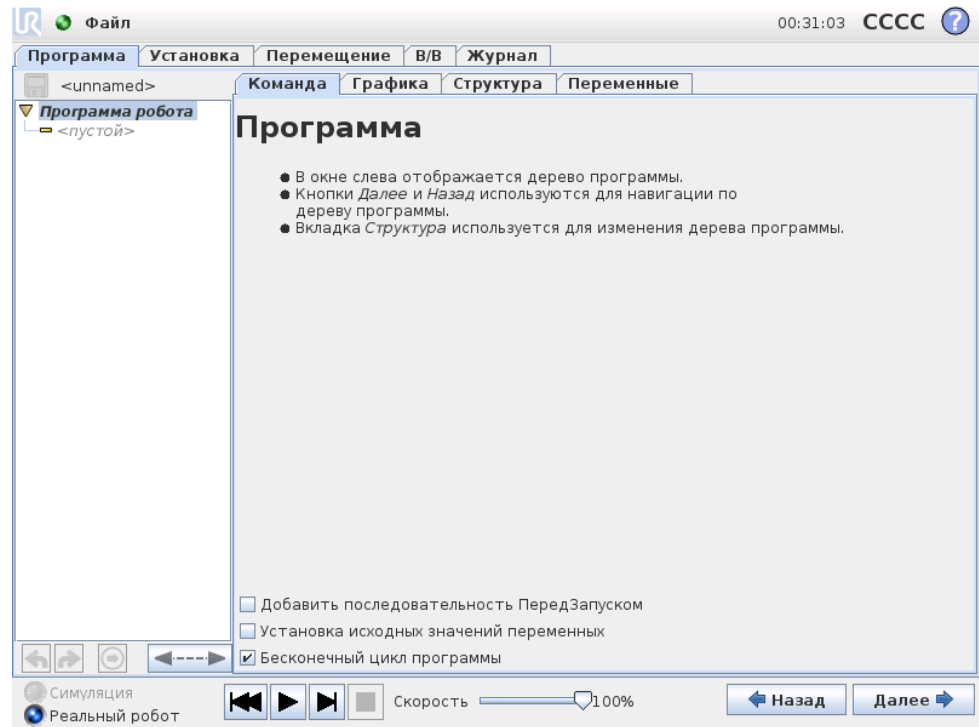 UR Файл 00:31:03 CCCC ?
Программа Установка Перемещение В/В Журнал
<unnamed> Команда Графика Структура Переменные
Программа робота
<пустой>
Программа
В окне слева отображается дерево программы.
Кнопки Далее и Назад используются для навигации по
дереву программы.
Вкладка Структура используется для изменения дерева программы.
Добавить последовательность ПередЗапуском
Установка исходных значений переменных
Бесконечный цикл программы
Симуляция
Реальный робот
Скорость 100% Назад Далее